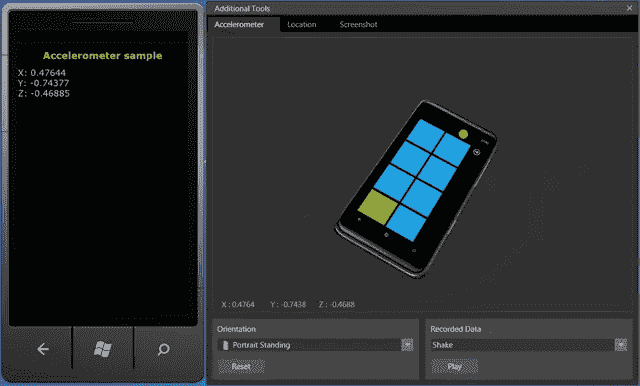 Accelerometer sample
X: 0.47644
Y: -0.74377
Z: -0.46885
Additional Tools
Accelerometer Location Screenshot
X : 0.4764 Y : -0.7438 Z : -0.4688
Orientation
Portrait Standing
Reset
Recorded Data
Shake
Play